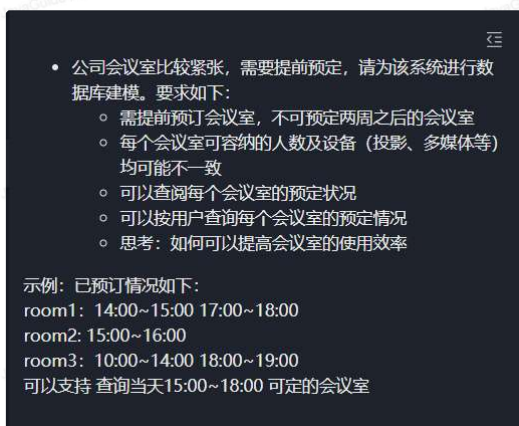 公司会议室比较紧张，需要提前预定，请为该系统进行数
据库建模。要求如下：
需提前预订会议室，不可预定两周之后的会议室
每个会议室可容纳的人数及设备（投影、多媒体等）
均可能不一致
可以查阅每个会议室的预定状况
可以按用户查询每个会议室的预定情况
思考：如何可以提高会议室的使用效率
示例：已预订情况如下：
room1：14:00~15:00 17:00~18:00
room2: 15:00~16:00
room3：10:00~14:00 18:00~19:00
可以支持 查询当天15:00~18:00 可定的会议室